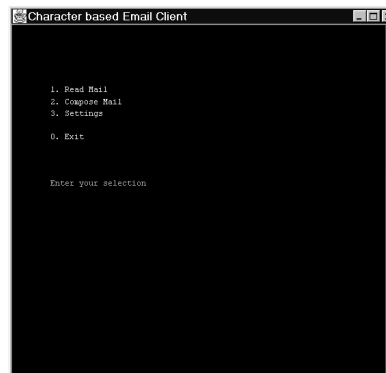 Character based Email Client
1. Read Mail
2. Compose Mail
3. Settings
0. Exit
Enter your selection